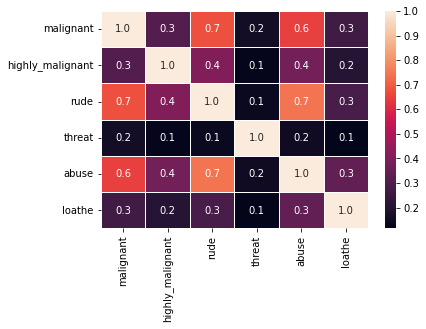 malignant 1.0 0.3 0.7 0.2 0.6 0.3
highly_malignant 0.3 1.0 0.4 0.1 0.4 0.2
rude 0.7 0.4 1.0 0.1 0.7 0.3
threat 0.2 0.1 0.1 1.0 0.2 0.1
abuse 0.6 0.4 0.7 0.2 1.0 0.3
loathe 0.3 0.2 0.3 0.1 0.3 1.0
malignant
highly_malignant
rude
threat
abuse
loathe
1.0
0.9
0.8
0.7
0.6
0.5
0.4
0.3
0.2